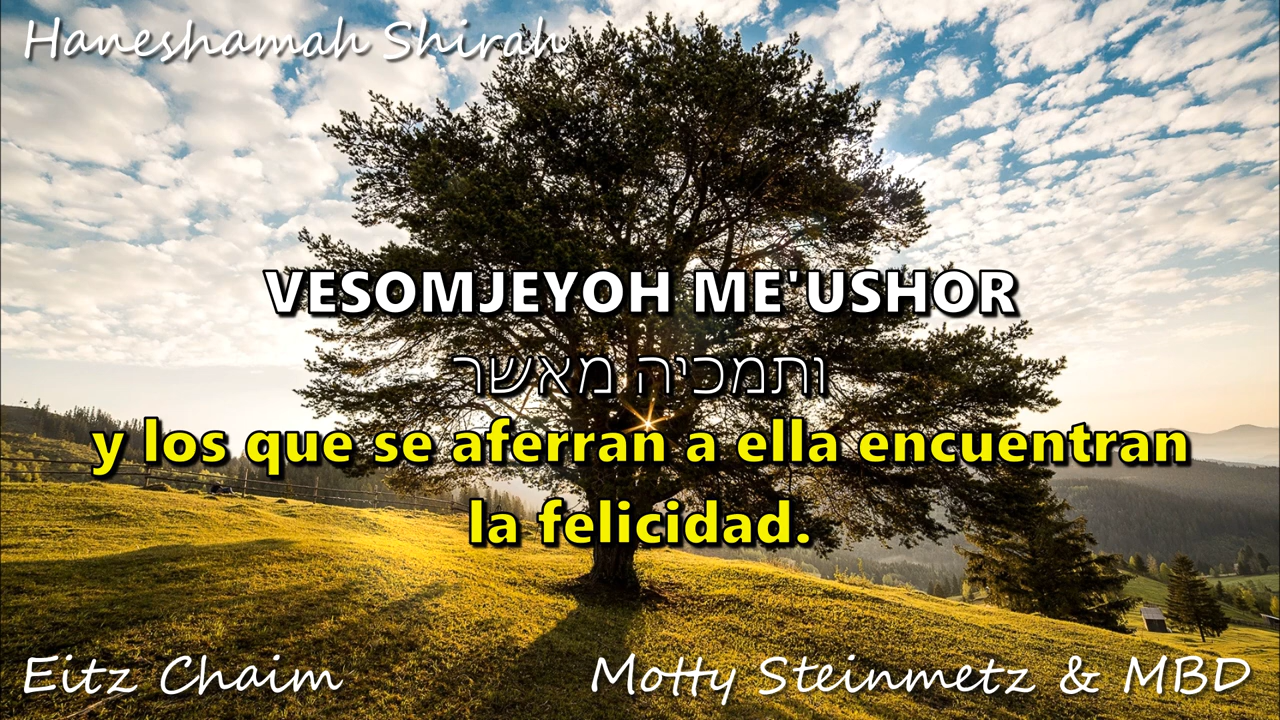 Haneshamah Shirah
VESOMJEYOH ME'USHOR
ותמכיה מאשר
y los que se aferran a ella encuentran
la felicidad.
Eitz Chaim
Motty Steinmetz & MBD